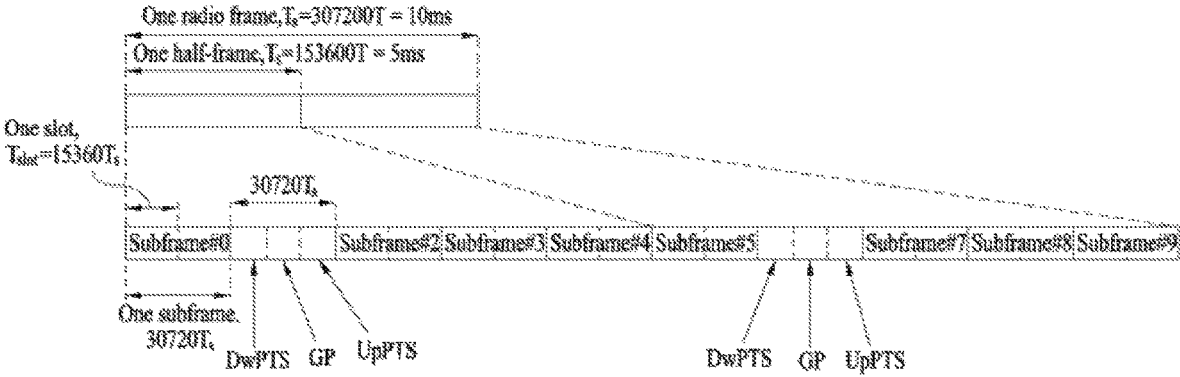 One radio frame,Ts=307200T = 10ms
One half-frame,Ts=153600T = 5ms
One slot,
Tslot=15360Ts
30720Ts
Subframe#0 Subframe#2 Subframe#3 Subframe#4 Subframe#5 Subframe#7 Subframe#8 Subframe#9
One subframe.
30720Ts
DwPTS GP UpPTS DwPTS GP UpPTS